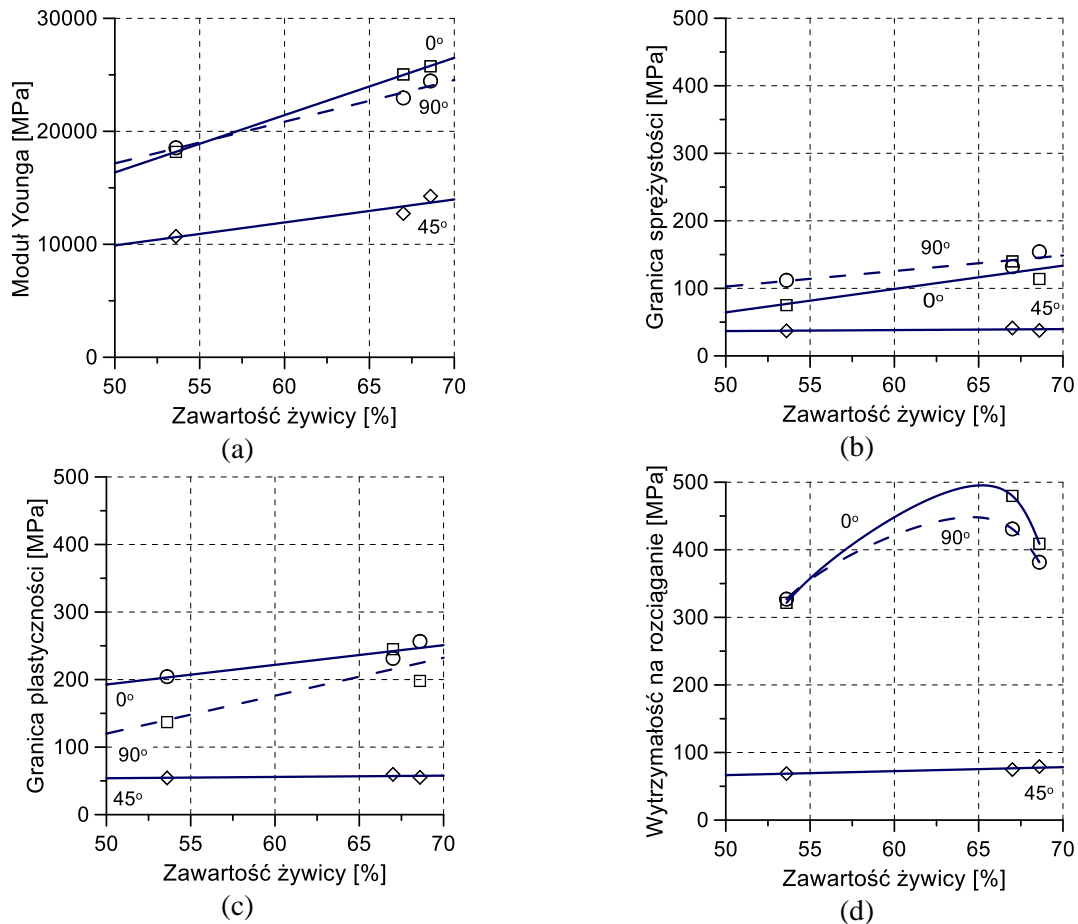 Moduł Younga [MPa]
30000
20000
10000
0
0°
90°
45°
50 55 60 65 70
Zawartość żywicy [%]
(a)
Granica sprężystości [MPa]
500
400
300
200
100
0
90°
0°
45°
50 55 60 65 70
Zawartość żywicy [%]
(b)
Granica plastyczności [MPa]
500
400
300
200
100
0
0°
90°
45°
50 55 60 65 70
Zawartość żywicy [%]
(c)
Wytrzymałość na rozciąganie [MPa]
500
400
300
200
100
0
0°
90°
45°
50 55 60 65 70
Zawartość żywicy [%]
(d)